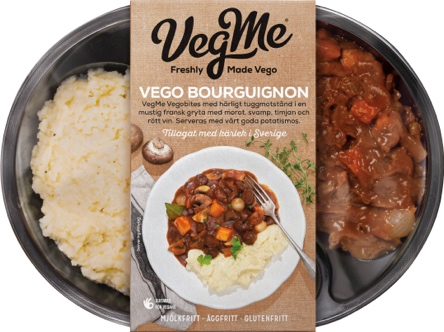 VegMe
Freshly Made Vego
VEGO BOURGUIGNON
VegMe Vegobites med härligt tuggmotstånd i en
mustig fransk gryta med morot, svamp, timjan och
rött vin. Serveras med vårt goda potatismos.
Tillagat med kärlek i Sverige
MJÖLKFRITT · ÄGGFRITT · GLUTENFRITT